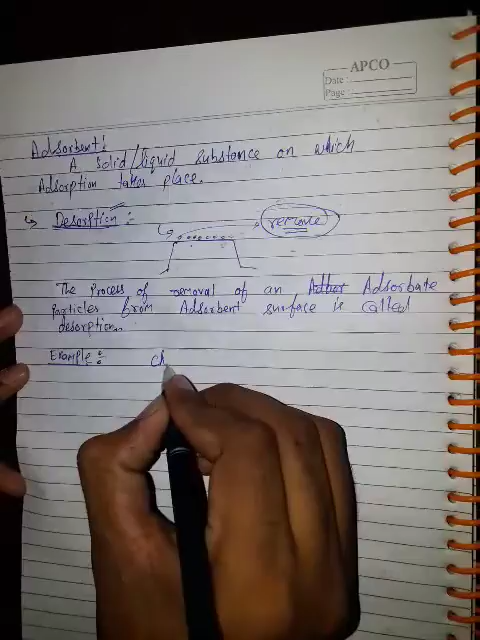 APCO
Date :
Page :
Adsorbent:
A Solid/liquid Substance on which
Adsorption takes place.
↳ Desorption :-
remove
The Process of removal of an Adsorbate
Particles from Adsorbent surface is called
desorption.
Example :
ch